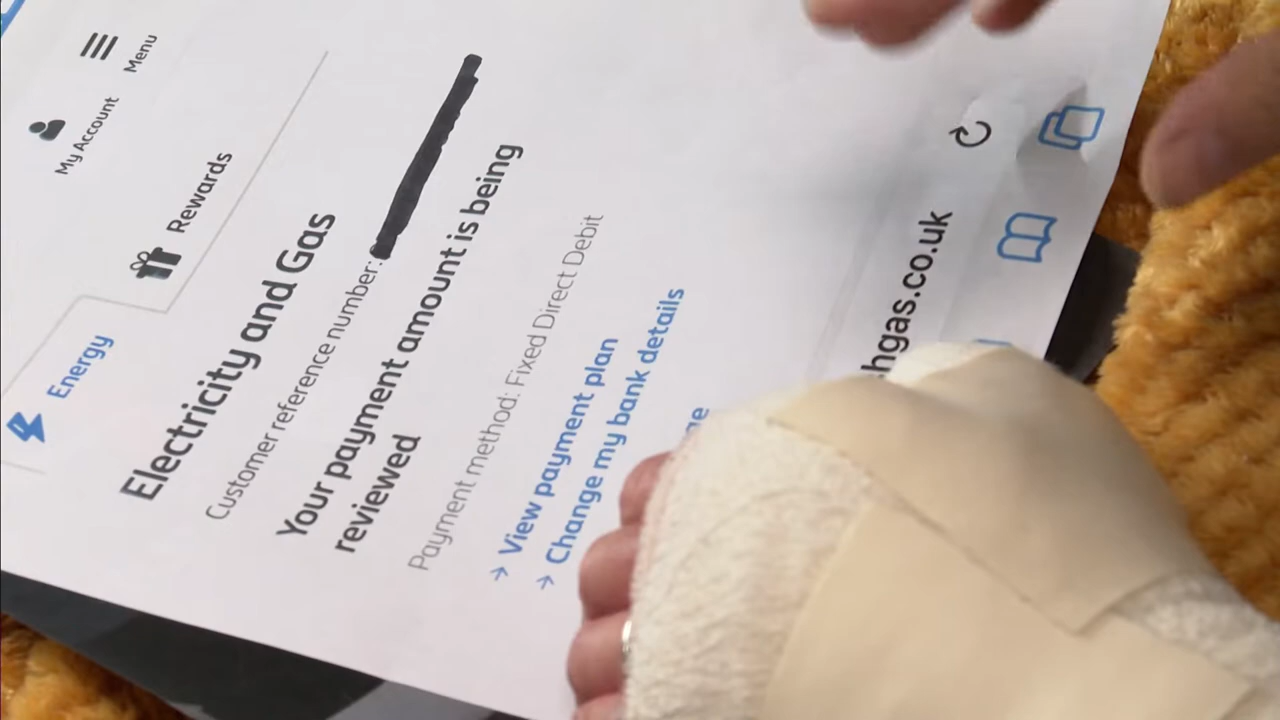 Menu
My Account
Energy
Rewards
Electricity and Gas
Customer reference number:
Your payment amount is being
reviewed
Payment method: Fixed Direct Debit
→ View payment plan
→ Change my bank details
hgas.co.uk